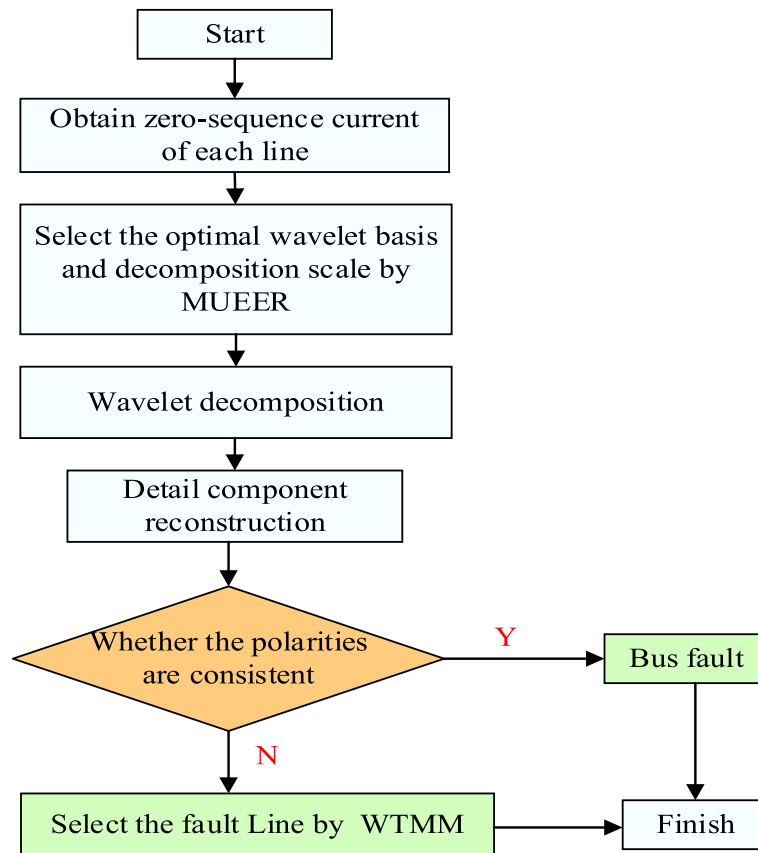 Start
Obtain zero-sequence current
of each line
Select the optimal wavelet basis
and decomposition scale by
MUEER
Wavelet decomposition
Detail component
reconstruction
Whether the polarities
are consistent
Y
Bus fault
N
Select the fault Line by WTMM
Finish